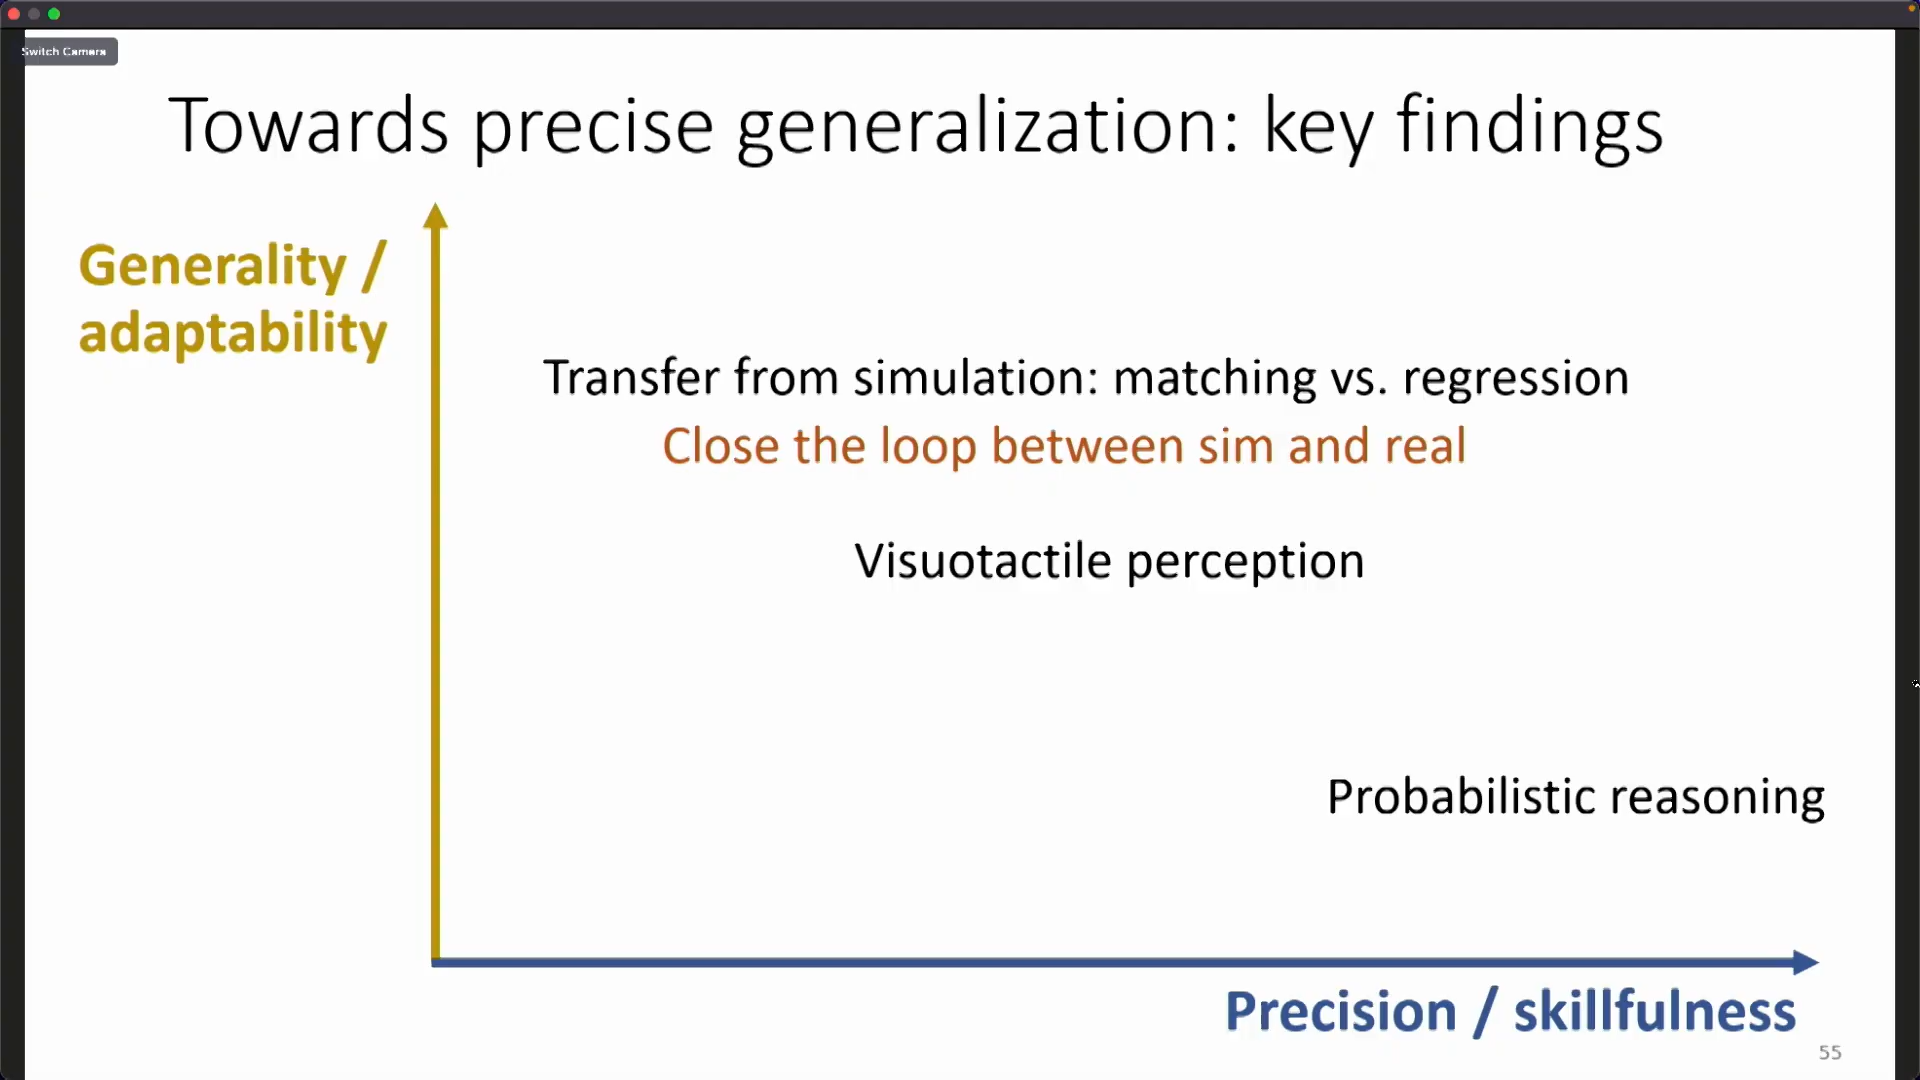 Switch Camera
Towards precise generalization: key findings
Generality /
adaptability
Transfer from simulation: matching vs. regression
Close the loop between sim and real
Visuotactile perception
Probabilistic reasoning
Precision / skillfulness
55